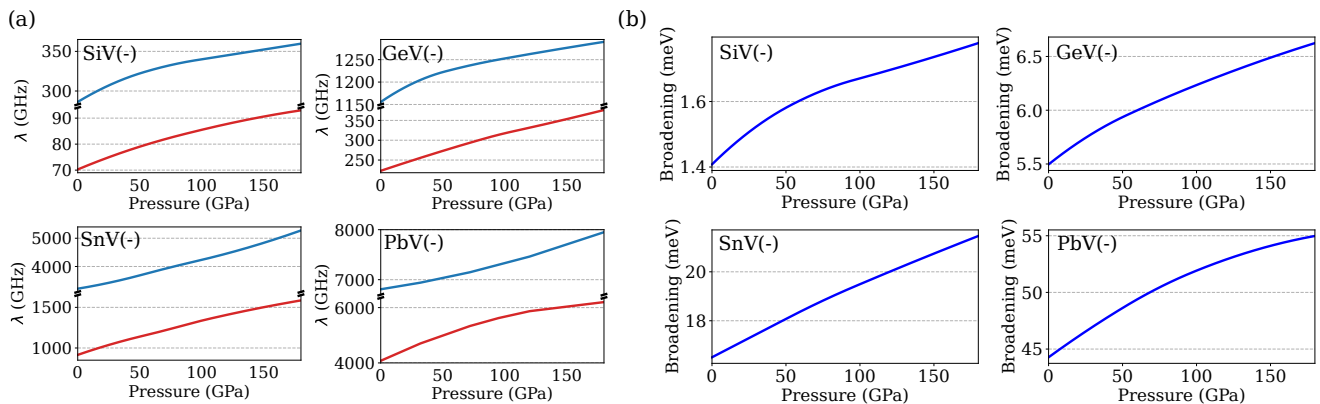 (a)
SiV(-)
350
300
90
80
70
λ (GHz)
0 50 100 150
Pressure (GPa)
GeV(-)
1250
1200
1150
350
300
250
λ (GHz)
0 50 100 150
Pressure (GPa)
SnV(-)
5000
4000
1500
1000
λ (GHz)
0 50 100 150
Pressure (GPa)
PbV(-)
8000
7000
6000
4000
λ (GHz)
0 50 100 150
Pressure (GPa)
(b)
SiV(-)
1.6
1.4
Broadening (meV)
0 50 100 150
Pressure (GPa)
GeV(-)
6.5
6.0
5.5
Broadening (meV)
0 50 100 150
Pressure (GPa)
SnV(-)
20
18
Broadening (meV)
0 50 100 150
Pressure (GPa)
PbV(-)
55
50
45
Broadening (meV)
0 50 100 150
Pressure (GPa)